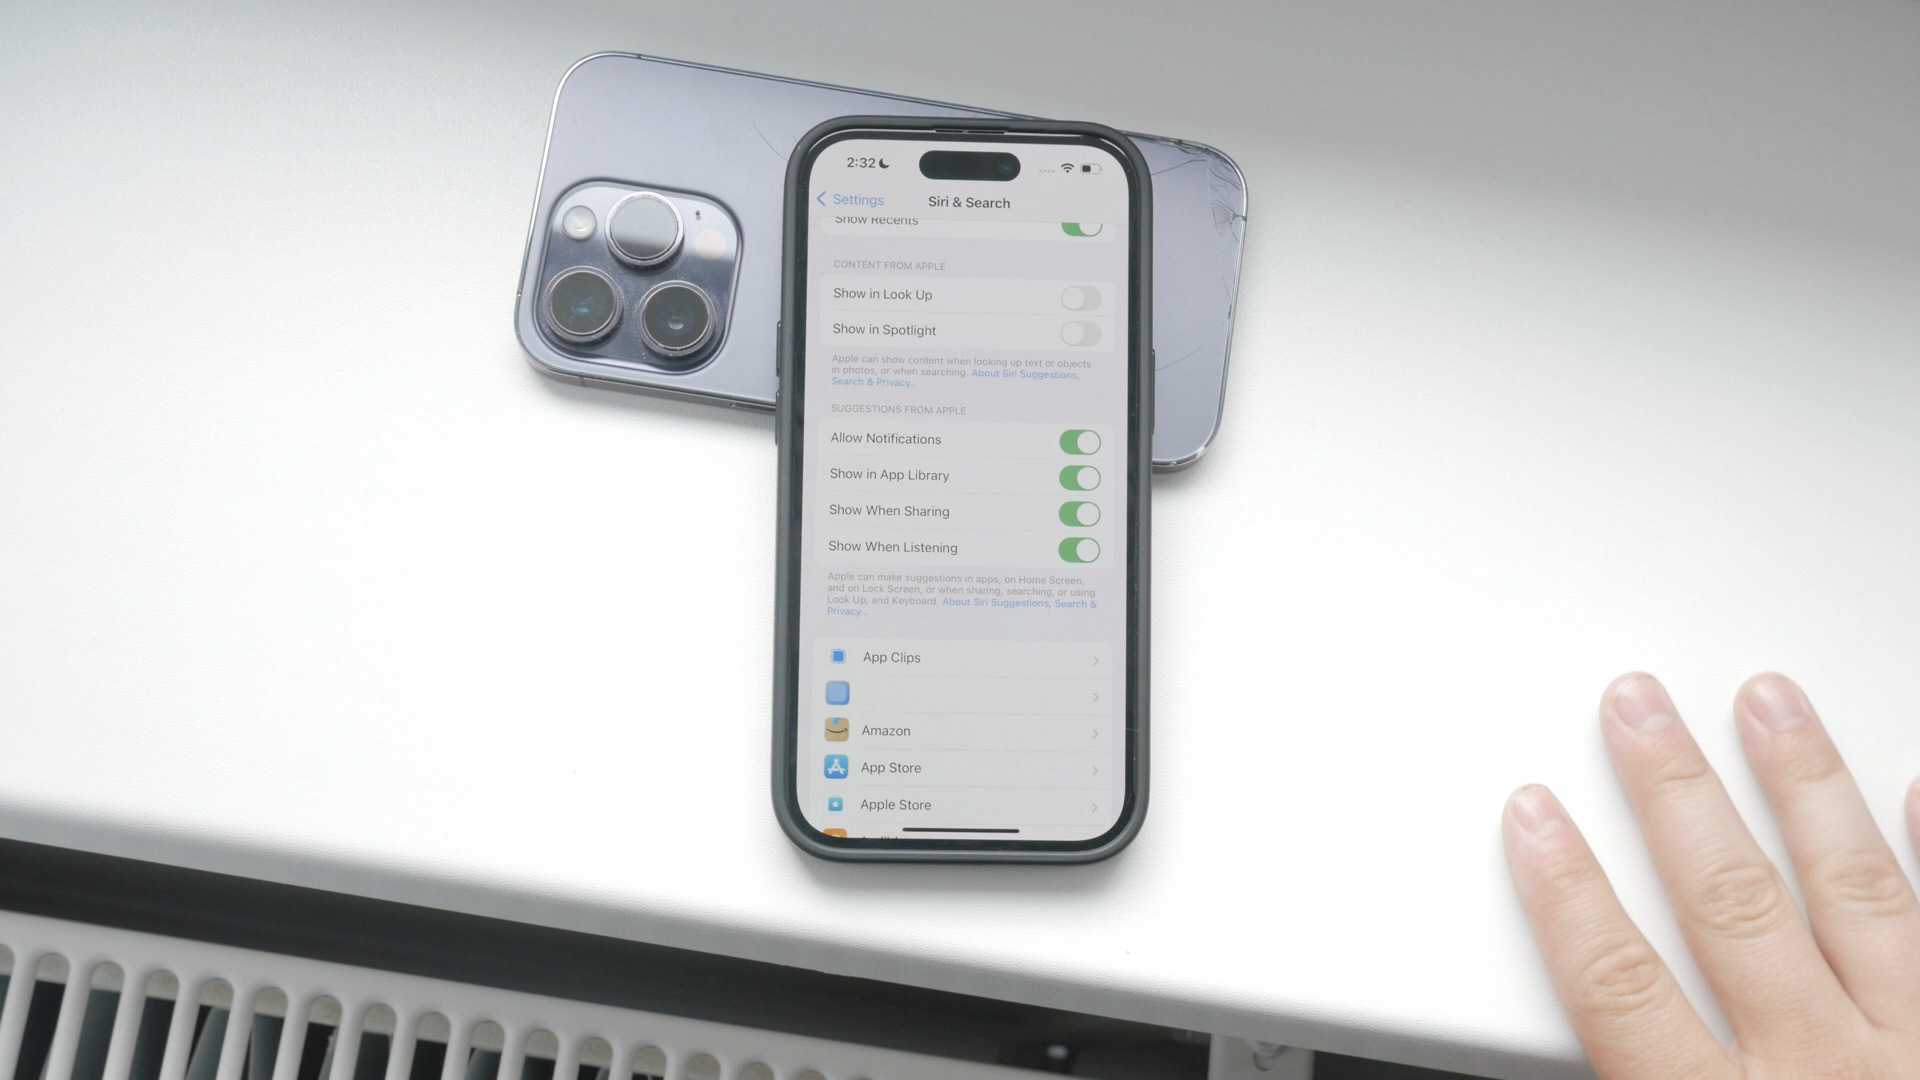 2:32
Settings
Siri & Search
Show Recents
CONTENT FROM APPLE
Show in Look Up
Show in Spotlight
Apple can show content when looking up text or objects
in photos, or when searching. About Siri Suggestions,
Search & Privacy...
SUGGESTIONS FROM APPLE
Allow Notifications
Show in App Library
Show When Sharing
Show When Listening
Apple can make suggestions in apps, on Home Screen,
and on Lock Screen, or when sharing, searching, or using
Look Up, and Keyboard. About Siri Suggestions, Search &
Privacy...
App Clips
Amazon
App Store
Apple Store